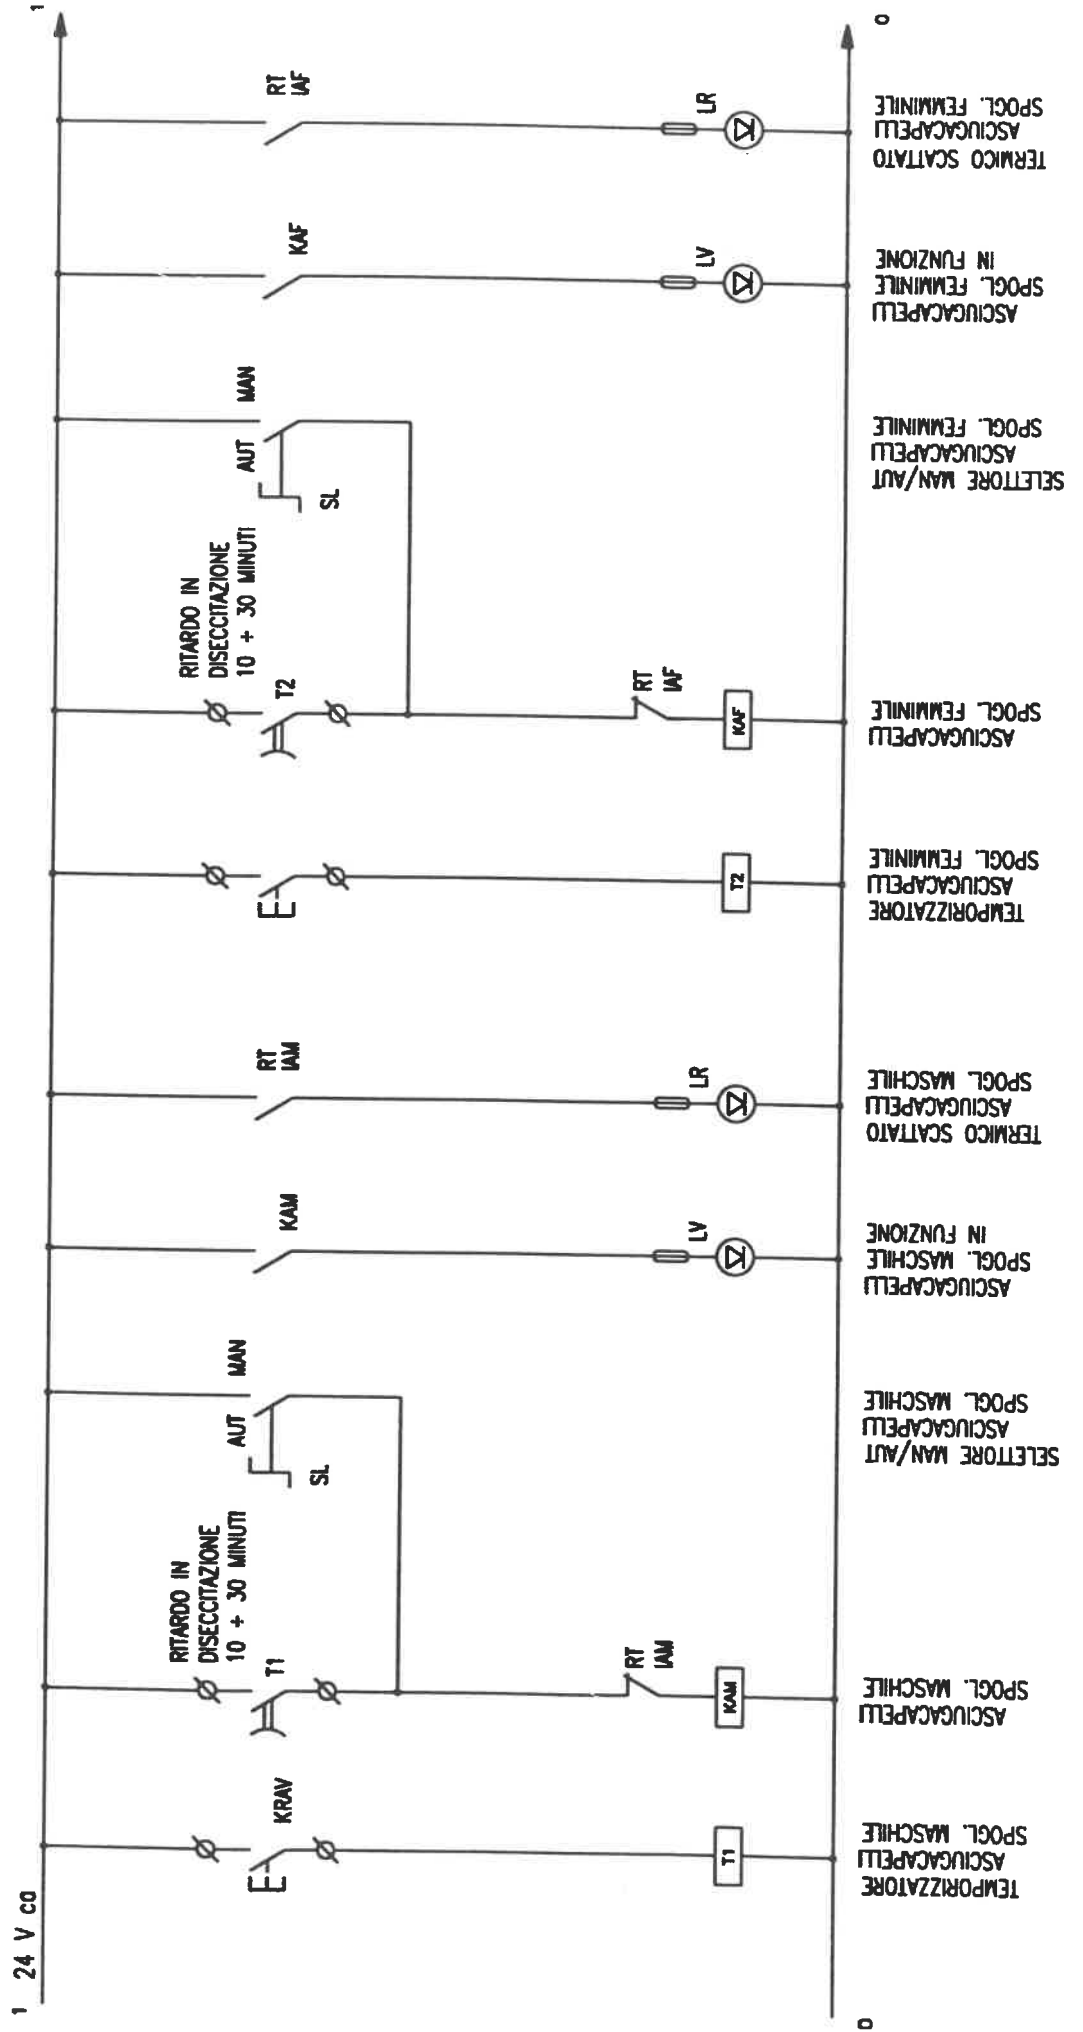 1 24 V ca
KRAV
T1
TEMPORIZZATORE
ASCIUGACAPELLI
SPOGL. MASCHILE
RITARDO IN
DISECCITAZIONE
10 ÷ 30 MINUTI
T1
RT
IAM
KAM
ASCIUGACAPELLI
SPOGL. MASCHILE
AUT MAN
SL
SELETTORE MAN/AUT
ASCIUGACAPELLI
SPOGL. MASCHILE
KAM
LV
ASCIUGACAPELLI
SPOGL. MASCHILE
IN FUNZIONE
RT
IAM
LR
TERMICO SCATTATO
ASCIUGACAPELLI
SPOGL. MASCHILE
T2
TEMPORIZZATORE
ASCIUGACAPELLI
SPOGL. FEMMINILE
RITARDO IN
DISECCITAZIONE
10 ÷ 30 MINUTI
T2
RT
IAF
KAF
ASCIUGACAPELLI
SPOGL. FEMMINILE
AUT MAN
SL
SELETTORE MAN/AUT
ASCIUGACAPELLI
SPOGL. FEMMINILE
KAF
LV
ASCIUGACAPELLI
SPOGL. FEMMINILE
IN FUNZIONE
RT
IAF
LR
TERMICO SCATTATO
ASCIUGACAPELLI
SPOGL. FEMMINILE
1
0
0